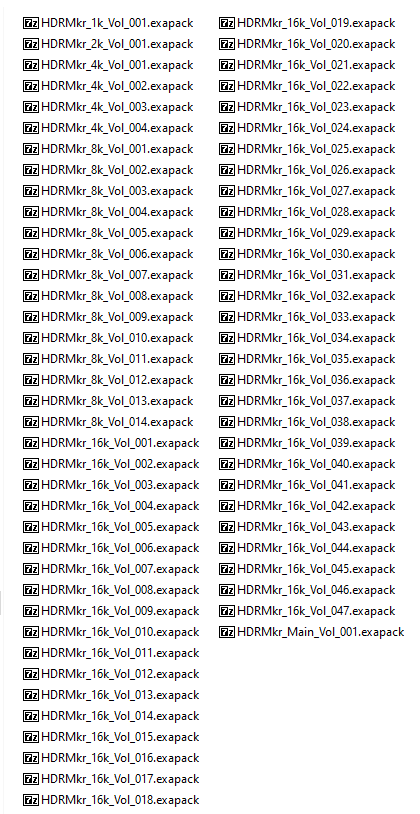 HDRMkr_1k_Vol_001.exapack
HDRMkr_2k_Vol_001.exapack
HDRMkr_4k_Vol_001.exapack
HDRMkr_4k_Vol_002.exapack
HDRMkr_4k_Vol_003.exapack
HDRMkr_4k_Vol_004.exapack
HDRMkr_8k_Vol_001.exapack
HDRMkr_8k_Vol_002.exapack
HDRMkr_8k_Vol_003.exapack
HDRMkr_8k_Vol_004.exapack
HDRMkr_8k_Vol_005.exapack
HDRMkr_8k_Vol_006.exapack
HDRMkr_8k_Vol_007.exapack
HDRMkr_8k_Vol_008.exapack
HDRMkr_8k_Vol_009.exapack
HDRMkr_8k_Vol_010.exapack
HDRMkr_8k_Vol_011.exapack
HDRMkr_8k_Vol_012.exapack
HDRMkr_8k_Vol_013.exapack
HDRMkr_8k_Vol_014.exapack
HDRMkr_16k_Vol_001.exapack
HDRMkr_16k_Vol_002.exapack
HDRMkr_16k_Vol_003.exapack
HDRMkr_16k_Vol_004.exapack
HDRMkr_16k_Vol_005.exapack
HDRMkr_16k_Vol_006.exapack
HDRMkr_16k_Vol_007.exapack
HDRMkr_16k_Vol_008.exapack
HDRMkr_16k_Vol_009.exapack
HDRMkr_16k_Vol_010.exapack
HDRMkr_16k_Vol_011.exapack
HDRMkr_16k_Vol_012.exapack
HDRMkr_16k_Vol_013.exapack
HDRMkr_16k_Vol_014.exapack
HDRMkr_16k_Vol_015.exapack
HDRMkr_16k_Vol_016.exapack
HDRMkr_16k_Vol_017.exapack
HDRMkr_16k_Vol_018.exapack
HDRMkr_16k_Vol_019.exapack
HDRMkr_16k_Vol_020.exapack
HDRMkr_16k_Vol_021.exapack
HDRMkr_16k_Vol_022.exapack
HDRMkr_16k_Vol_023.exapack
HDRMkr_16k_Vol_024.exapack
HDRMkr_16k_Vol_025.exapack
HDRMkr_16k_Vol_026.exapack
HDRMkr_16k_Vol_027.exapack
HDRMkr_16k_Vol_028.exapack
HDRMkr_16k_Vol_029.exapack
HDRMkr_16k_Vol_030.exapack
HDRMkr_16k_Vol_031.exapack
HDRMkr_16k_Vol_032.exapack
HDRMkr_16k_Vol_033.exapack
HDRMkr_16k_Vol_034.exapack
HDRMkr_16k_Vol_035.exapack
HDRMkr_16k_Vol_036.exapack
HDRMkr_16k_Vol_037.exapack
HDRMkr_16k_Vol_038.exapack
HDRMkr_16k_Vol_039.exapack
HDRMkr_16k_Vol_040.exapack
HDRMkr_16k_Vol_041.exapack
HDRMkr_16k_Vol_042.exapack
HDRMkr_16k_Vol_043.exapack
HDRMkr_16k_Vol_044.exapack
HDRMkr_16k_Vol_045.exapack
HDRMkr_16k_Vol_046.exapack
HDRMkr_16k_Vol_047.exapack
HDRMkr_Main_Vol_001.exapack